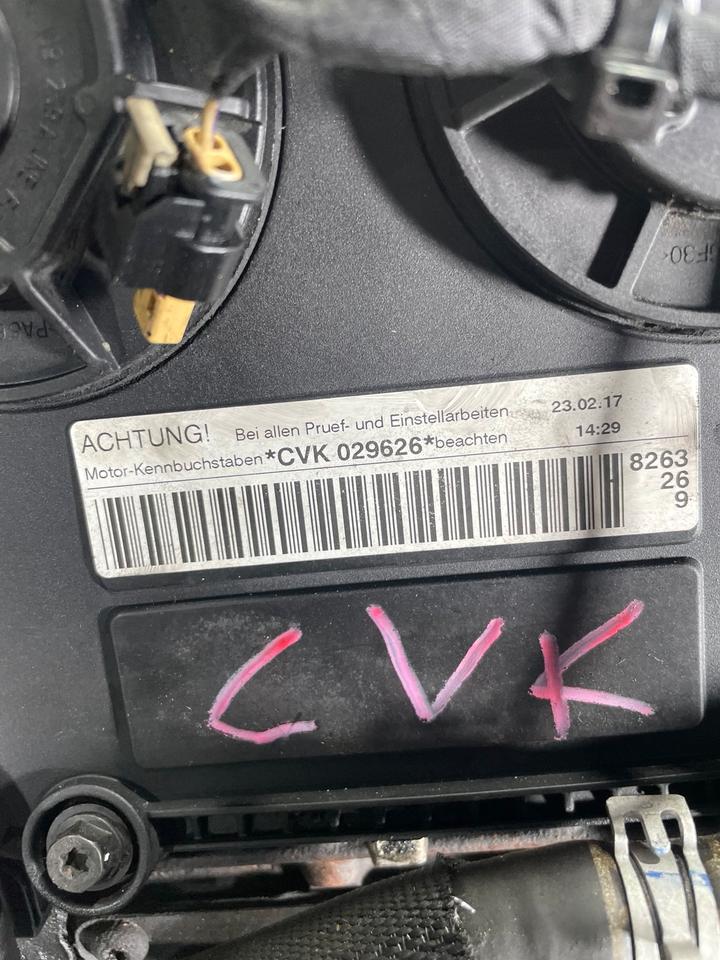 ACHTUNG! Bei allen Pruef- und Einstellarbeiten 23.02.17
Motor-Kennbuchstaben *CVK 029626* beachten 14:29
8263
26
9
CVK
GF30<